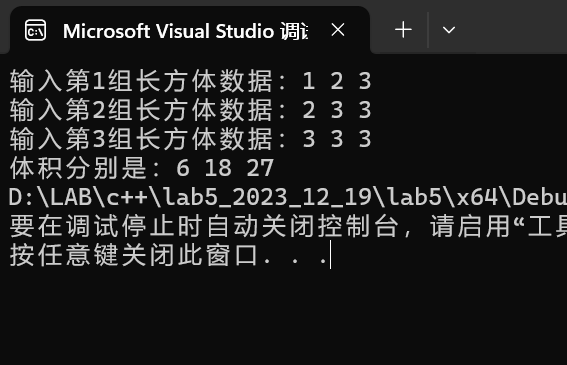 Microsoft Visual Studio 调试
输入第1组长方体数据：1 2 3
输入第2组长方体数据：2 3 3
输入第3组长方体数据：3 3 3
体积分别是：6 18 27
D:\LAB\c++\lab5_2023_12_19\lab5\x64\Debu
要在调试停止时自动关闭控制台，请启用“工具
按任意键关闭此窗口. . .